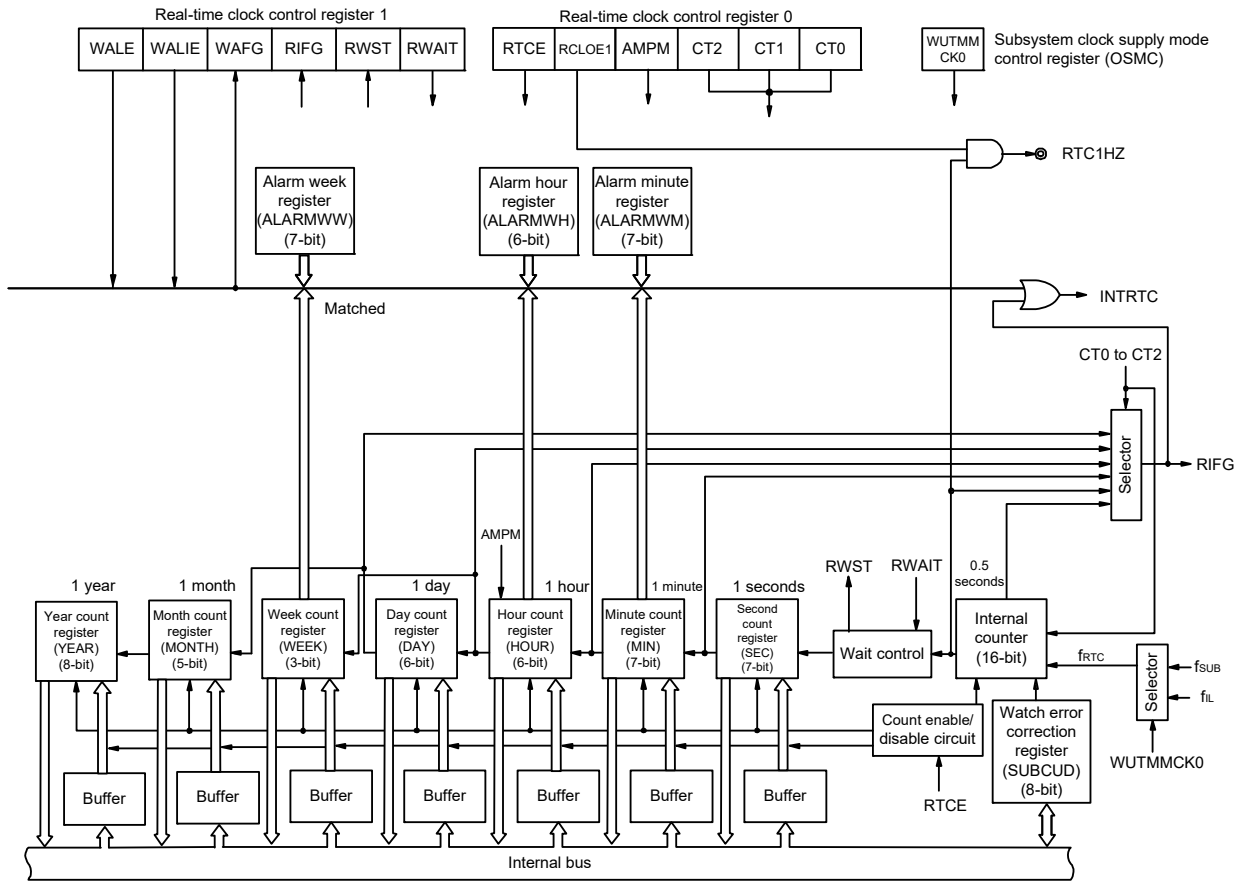 Real-time clock control register 1
WALE
WALIE
WAFG
RIFG
RWST
RWAIT
Real-time clock control register 0
RTCE
RCLOE1
AMPM
CT2
CT1
CT0
WUTMM
CK0
Subsystem clock supply mode
control register (OSMC)
RTC1HZ
Alarm week
register
(ALARMWW)
(7-bit)
Alarm hour
register
(ALARMWH)
(6-bit)
Alarm minute
register
(ALARMWM)
(7-bit)
Matched
INTRTC
CT0 to CT2
Selector
RIFG
AMPM
RWST
RWAIT
0.5
seconds
1 year
1 month
1 day
1 hour
1 minute
1 seconds
Year count
register
(YEAR)
(8-bit)
Month count
register
(MONTH)
(5-bit)
Week count
register
(WEEK)
(3-bit)
Day count
register
(DAY)
(6-bit)
Hour count
register
(HOUR)
(6-bit)
Minute count
register
(MIN)
(7-bit)
Second
count
register
(SEC)
(7-bit)
Wait control
Internal
counter
(16-bit)
fRTC
Selector
fSUB
fIL
WUTMMCK0
Count enable/
disable circuit
RTCE
Watch error
correction
register
(SUBCUD)
(8-bit)
Buffer
Buffer
Buffer
Buffer
Buffer
Buffer
Buffer
Internal bus